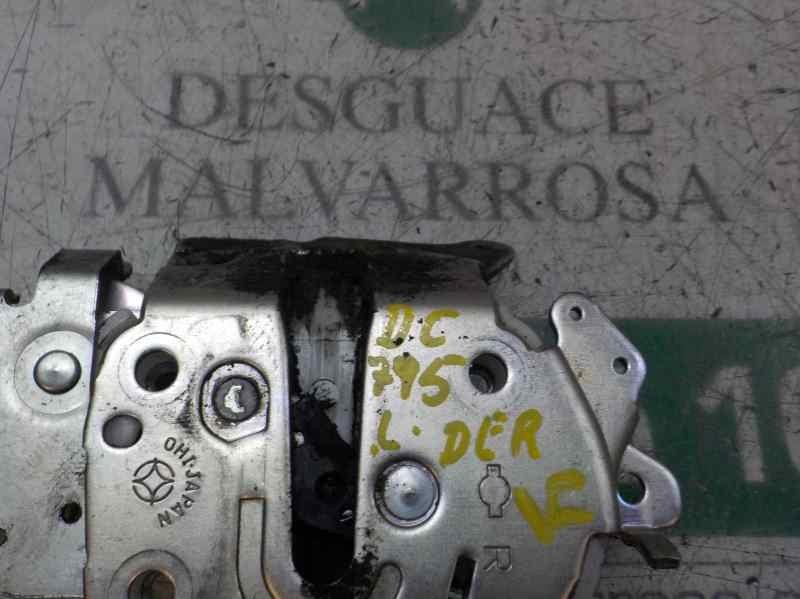 DESGUACE
MALVARROSA
DC
795
L. DER
OHI-JAPAN
R